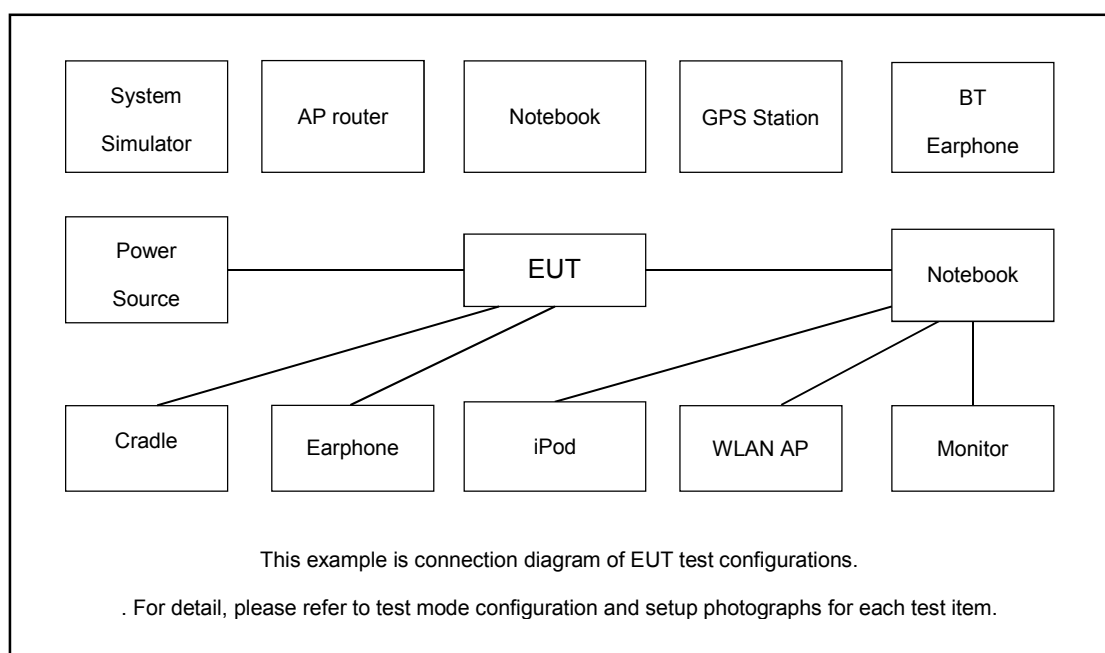 System
Simulator
AP router
Notebook
GPS Station
BT
Earphone
Power
Source
EUT
Notebook
Cradle
Earphone
iPod
WLAN AP
Monitor
This example is connection diagram of EUT test configurations.
. For detail, please refer to test mode configuration and setup photographs for each test item.